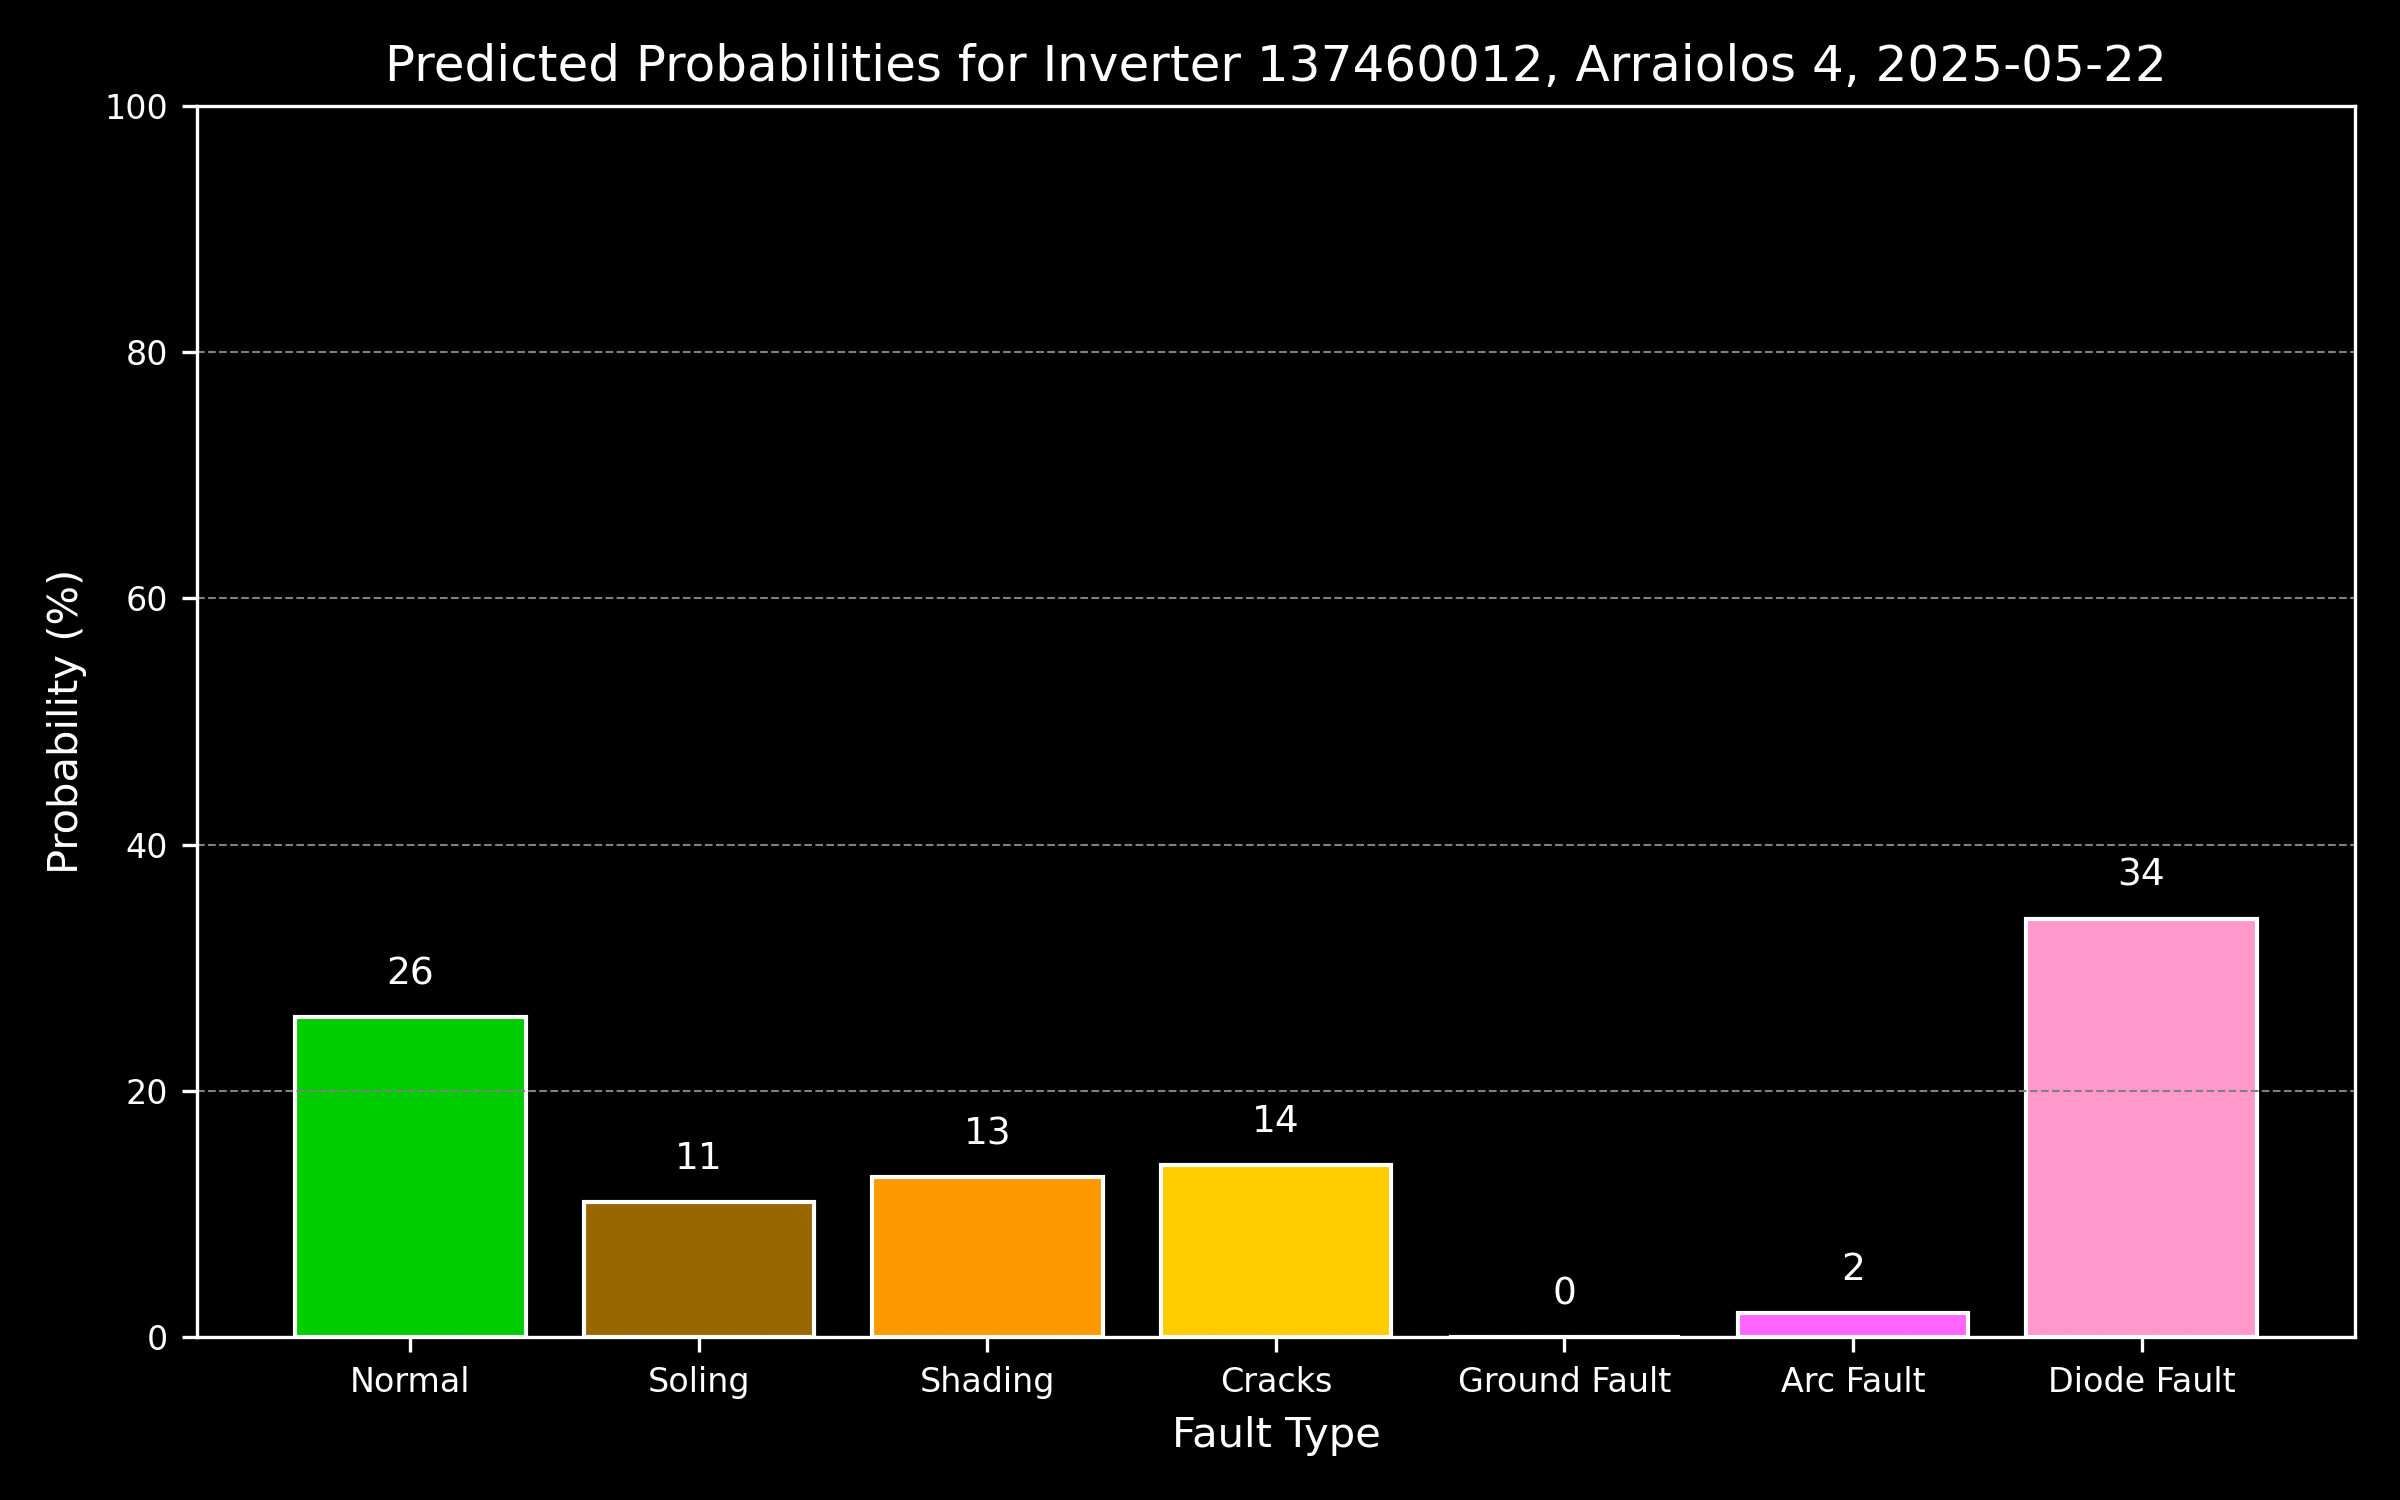 Predicted Probabilities for Inverter 137460012, Arraiolos 4, 2025-05-22
100
80
60
40
20
0
Probability (%)
26
11
13
14
0
2
34
Normal
Soling
Shading
Cracks
Ground Fault
Arc Fault
Diode Fault
Fault Type